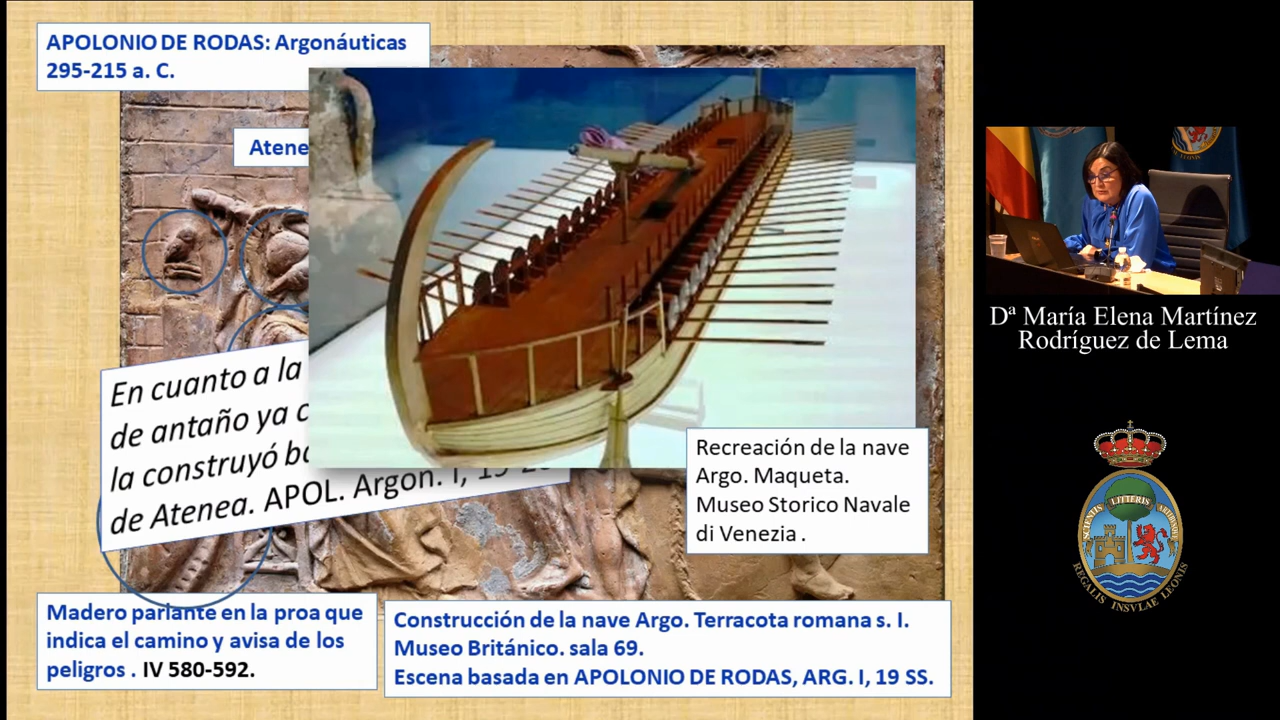 APOLONIO DE RODAS: Argonáuticas
295-215 a. C.
Atene
En cuanto a la
de antaño ya
la construyó
de Atenea. APOL. Argon. I,
Recreación de la nave
Argo. Maqueta.
Museo Storico Navale
di Venezia .
Madero parlante en la proa que
indica el camino y avisa de los
peligros . IV 580-592.
Construcción de la nave Argo. Terracota romana s. I.
Museo Británico. sala 69.
Escena basada en APOLONIO DE RODAS, ARG. I, 19 SS.
Dª María Elena Martínez
Rodríguez de Lema
LITTERIS
SCIENTIIS
REGALIS INSVLAE LEONIS